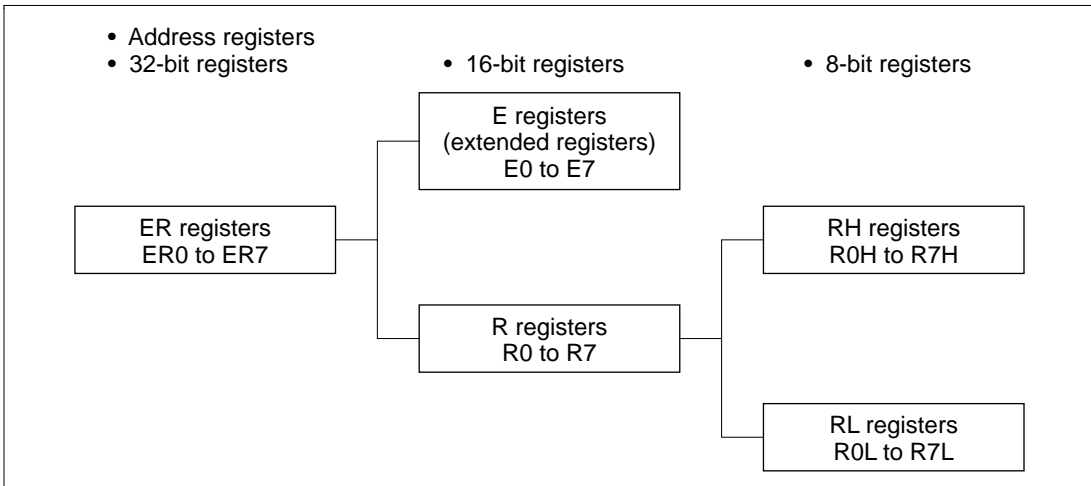 • Address registers
• 32-bit registers
• 16-bit registers
• 8-bit registers
E registers
(extended registers)
E0 to E7
ER registers
ER0 to ER7
RH registers
R0H to R7H
R registers
R0 to R7
RL registers
R0L to R7L